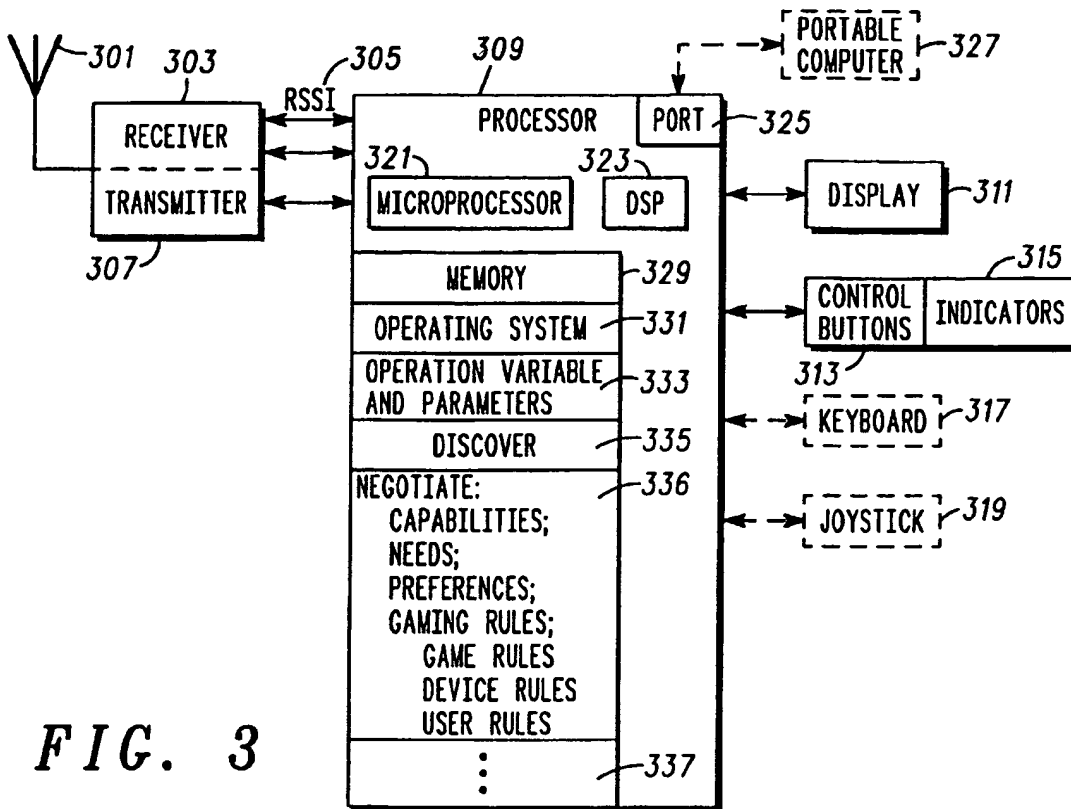 301
303
RECEIVER
TRANSMITTER
307
305
RSSI
309
PROCESSOR
PORT
325
PORTABLE
COMPUTER
327
321
MICROPROCESSOR
323
DSP
DISPLAY
311
MEMORY
329
OPERATING SYSTEM
331
OPERATION VARIABLE
AND PARAMETERS
333
DISCOVER
335
NEGOTIATE:
336
CAPABILITIES;
NEEDS;
PREFERENCES;
GAMING RULES;
GAME RULES
DEVICE RULES
USER RULES
337
315
CONTROL
BUTTONS
INDICATORS
313
KEYBOARD
317
JOYSTICK
319
FIG. 3